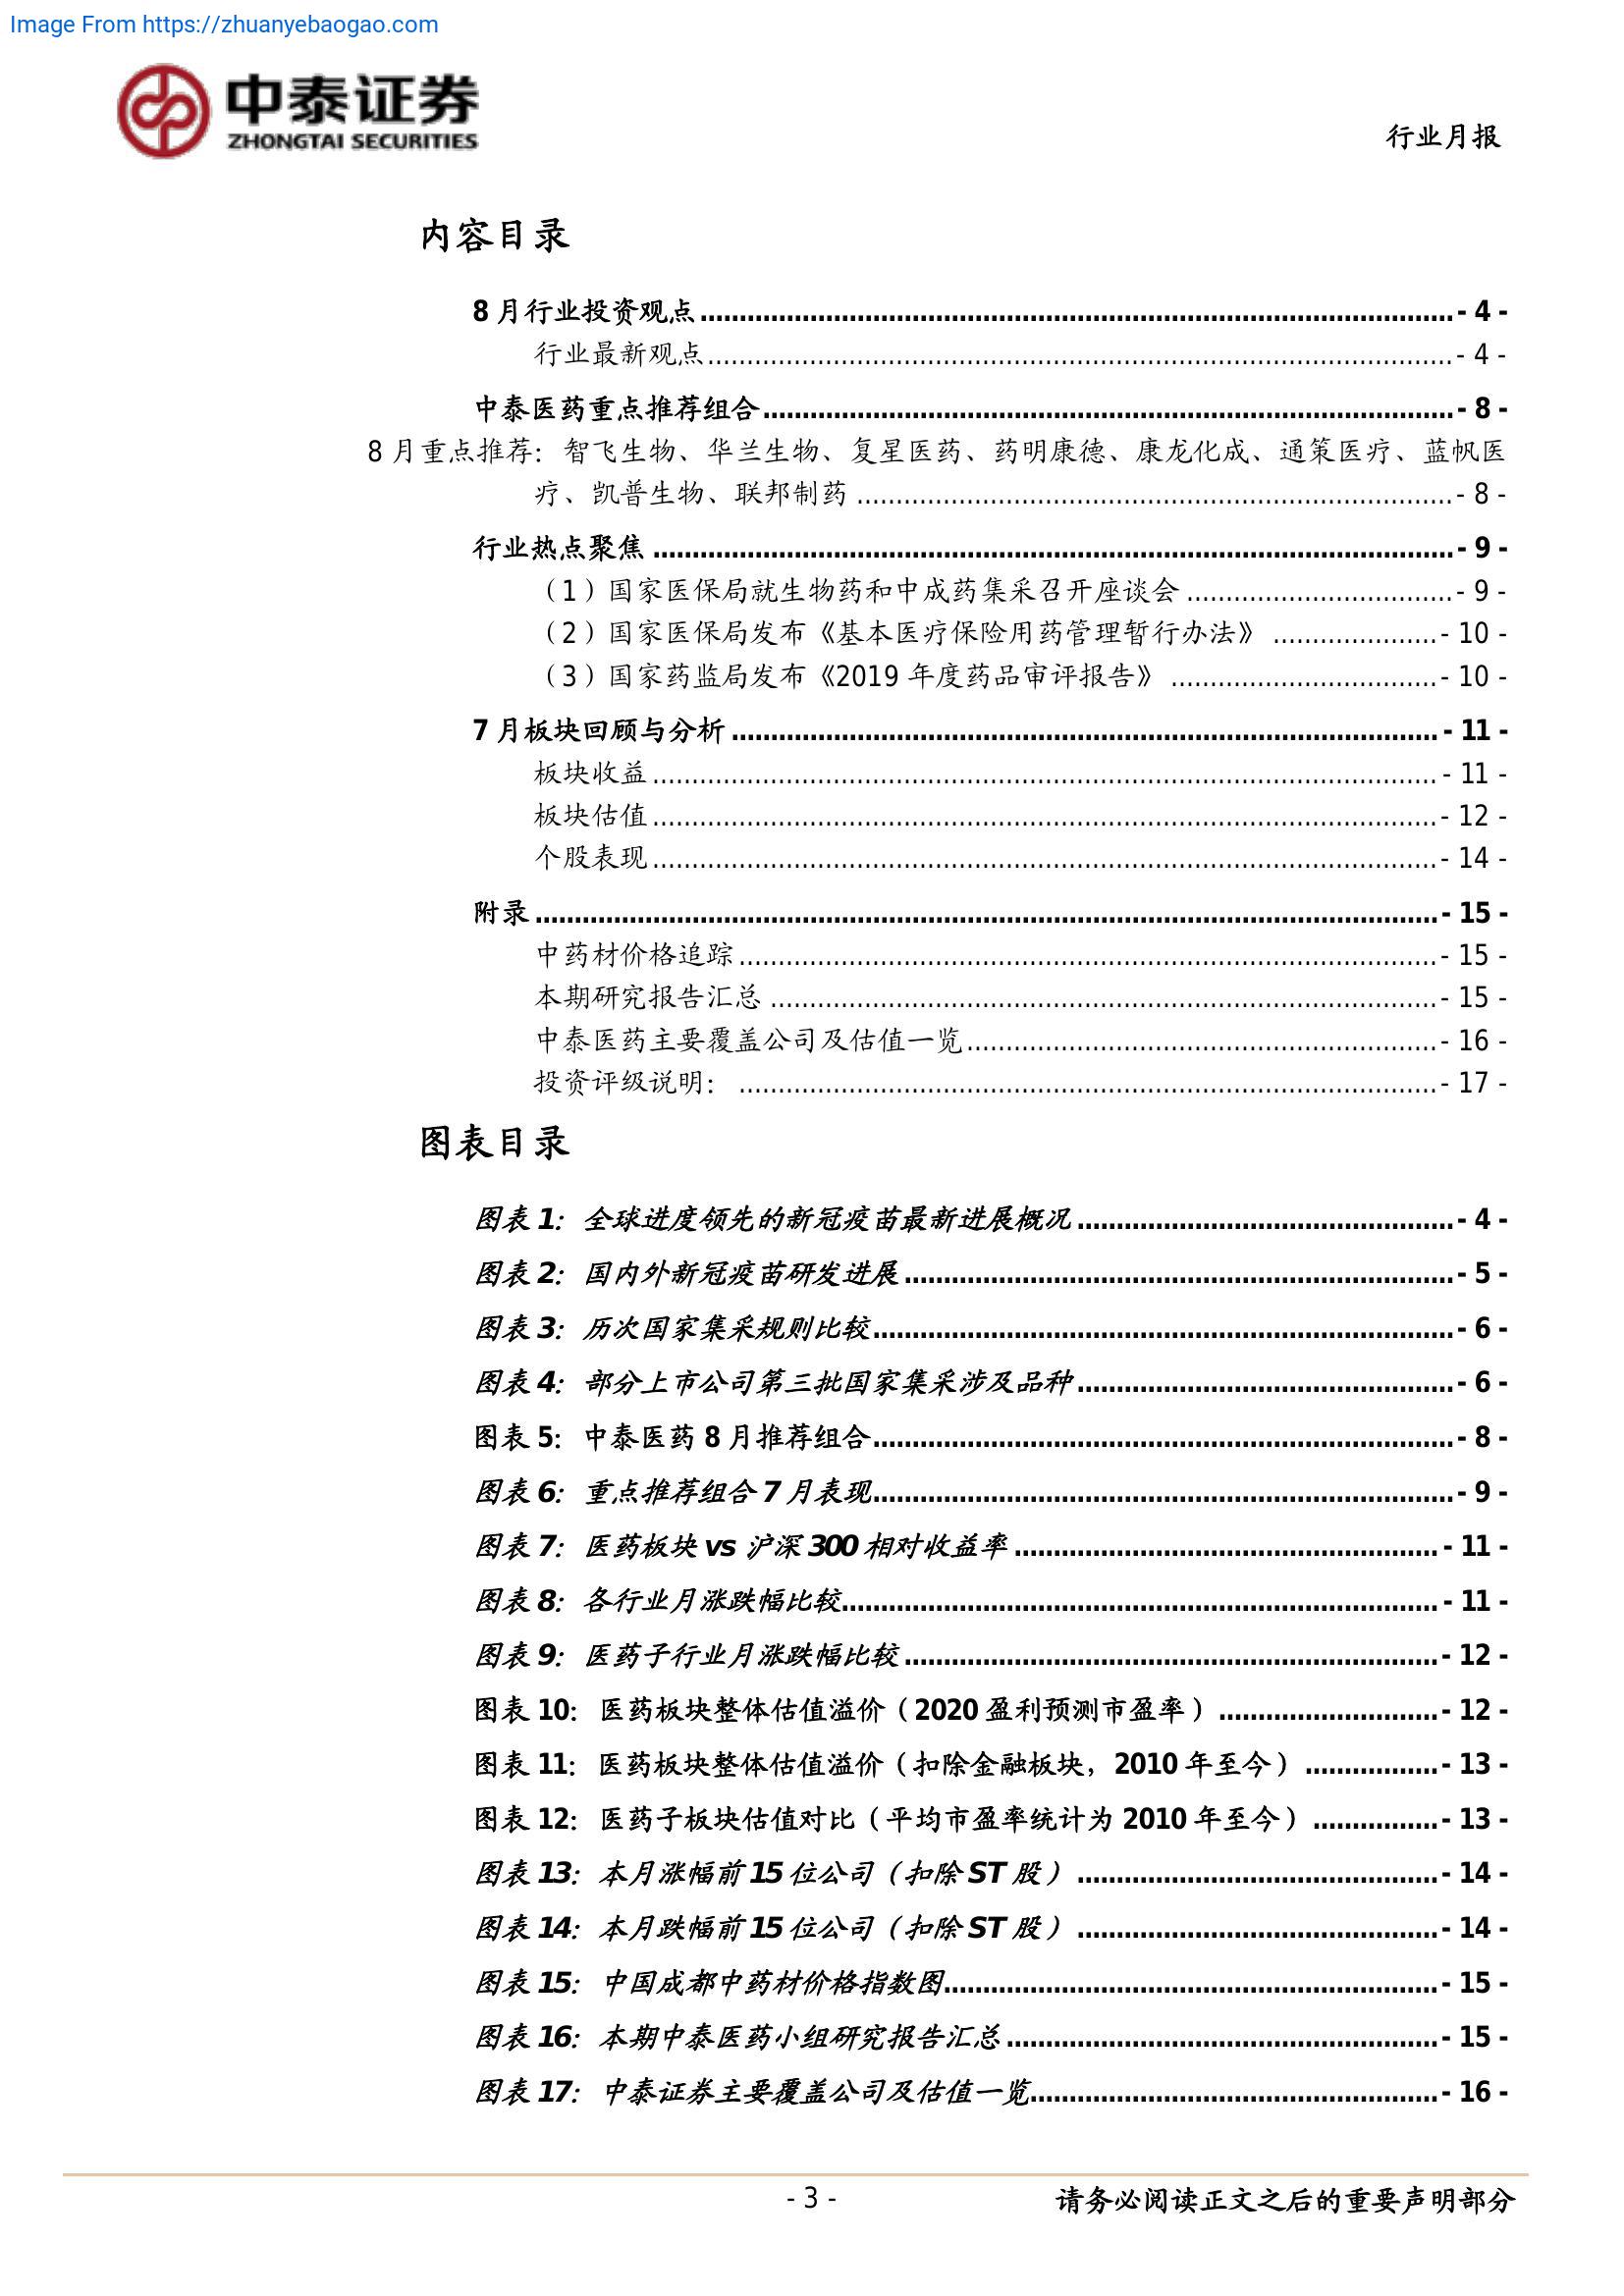 Image From https://zhuanyebaogao.com
中泰证券
ZHONGTAI SECURITIES
行业月报
内容目录
8 月行业投资观点 - 4 -
行业最新观点 - 4 -
中泰医药重点推荐组合 - 8 -
8 月重点推荐：智飞生物、华兰生物、复星医药、药明康德、康龙化成、通策医疗、蓝帆医
疗、凯普生物、联邦制药 - 8 -
行业热点聚焦 - 9 -
（1）国家医保局就生物药和中成药集采召开座谈会 - 9 -
（2）国家医保局发布《基本医疗保险用药管理暂行办法》 - 10 -
（3）国家药监局发布《2019 年度药品审评报告》 - 10 -
7 月板块回顾与分析 - 11 -
板块收益 - 11 -
板块估值 - 12 -
个股表现 - 14 -
附录 - 15 -
中药材价格追踪 - 15 -
本期研究报告汇总 - 15 -
中泰医药主要覆盖公司及估值一览 - 16 -
投资评级说明： - 17 -
图表目录
图表 1：全球进度领先的新冠疫苗最新进展概况 - 4 -
图表 2：国内外新冠疫苗研发进展 - 5 -
图表 3：历次国家集采规则比较 - 6 -
图表 4：部分上市公司第三批国家集采涉及品种 - 6 -
图表 5：中泰医药 8 月推荐组合 - 8 -
图表 6：重点推荐组合 7 月表现 - 9 -
图表 7：医药板块 vs 沪深 300 相对收益率 - 11 -
图表 8：各行业月涨跌幅比较 - 11 -
图表 9：医药子行业月涨跌幅比较 - 12 -
图表 10：医药板块整体估值溢价（2020 盈利预测市盈率） - 12 -
图表 11：医药板块整体估值溢价（扣除金融板块，2010 年至今） - 13 -
图表 12：医药子板块估值对比（平均市盈率统计为 2010 年至今） - 13 -
图表 13：本月涨幅前 15 位公司（扣除 ST 股） - 14 -
图表 14：本月跌幅前 15 位公司（扣除 ST 股） - 14 -
图表 15：中国成都中药材价格指数图 - 15 -
图表 16：本期中泰医药小组研究报告汇总 - 15 -
图表 17：中泰证券主要覆盖公司及估值一览 - 16 -
- 3 -
请务必阅读正文之后的重要声明部分